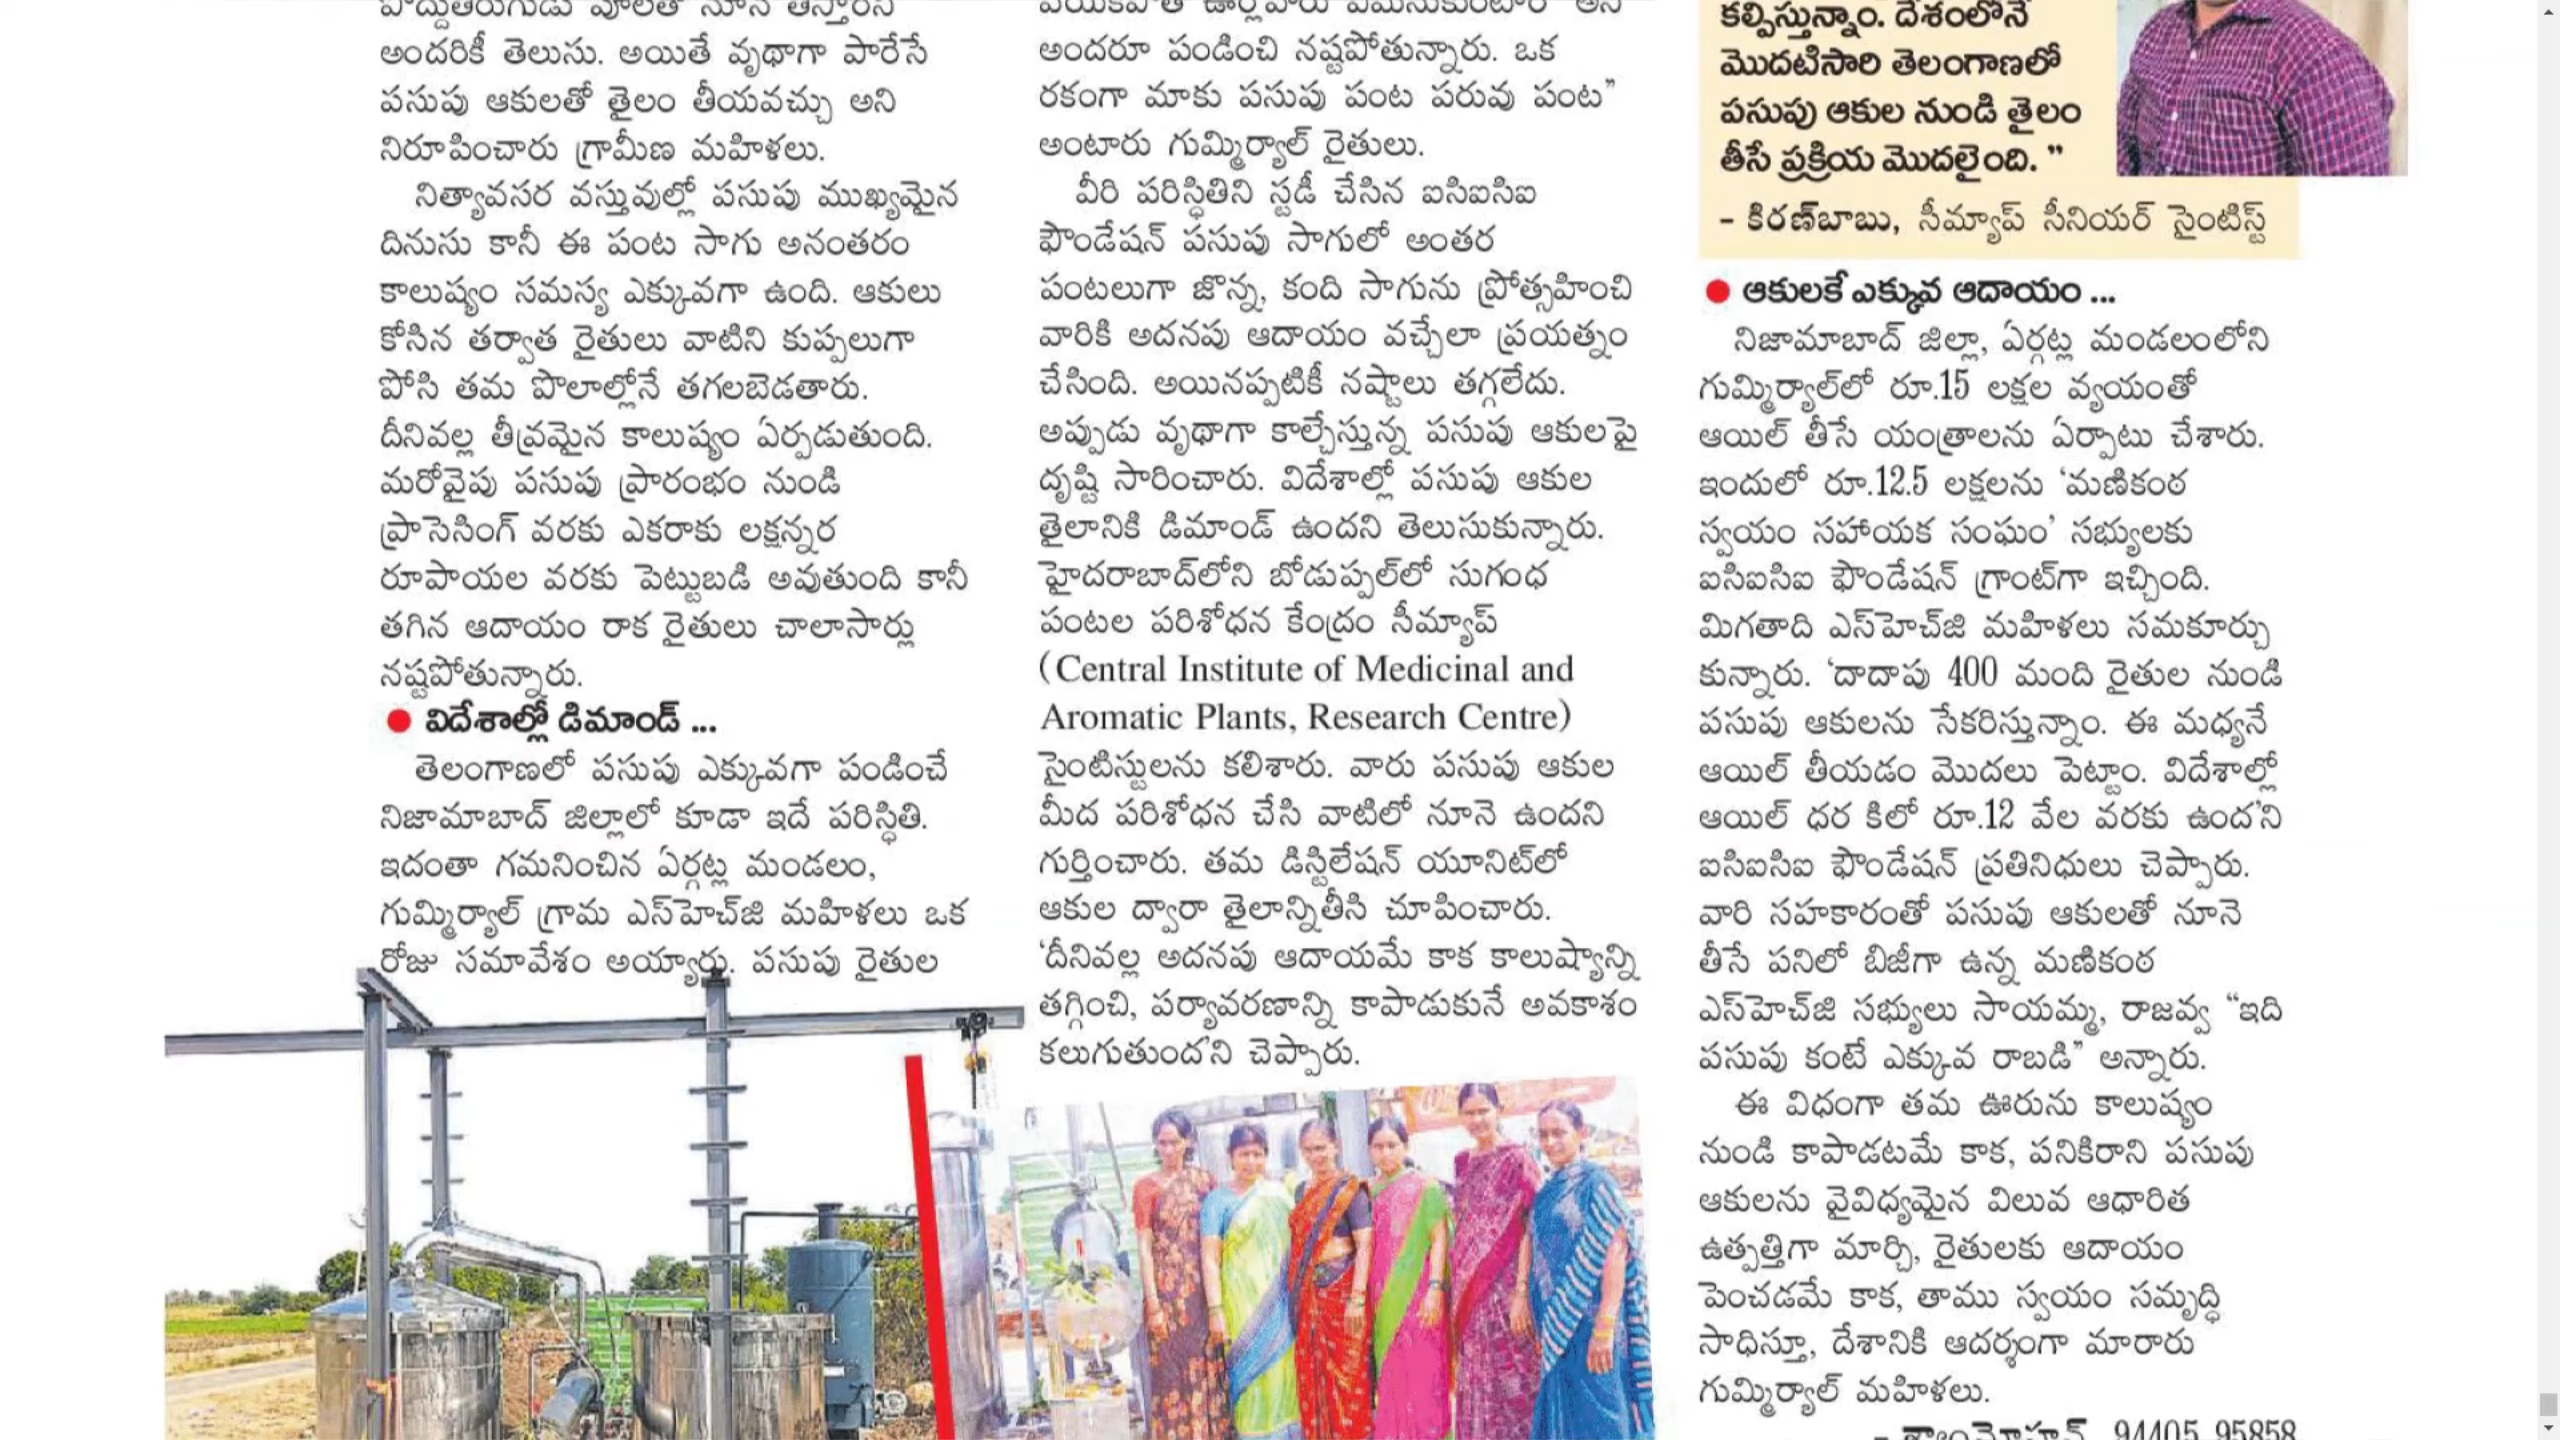 అందరికీ తెలుసు. అయితే వృథాగా పారేసే
పసుపు ఆకులతో తైలం తీయవచ్చు అని
నిరూపించారు గ్రామీణ మహిళలు.
నిత్యావసర వస్తువుల్లో పసుపు ముఖ్యమైన
దినుసు కానీ ఈ పంట సాగు అనంతరం
కాలుష్యం సమస్య ఎక్కువగా ఉంది. ఆకులు
కోసిన తర్వాత రైతులు వాటిని కుప్పలుగా
పోసి తమ పొలాల్లోనే తగలబెడతారు.
దీనివల్ల తీవ్రమైన కాలుష్యం ఏర్పడుతుంది.
మరోవైపు పసుపు ప్రారంభం నుండి
ప్రాసెసింగ్ వరకు ఎకరాకు లక్షన్నర
రూపాయల వరకు పెట్టుబడి అవుతుంది కానీ
తగిన ఆదాయం రాక రైతులు చాలాసార్లు
నష్టపోతున్నారు.
● విదేశాల్లో డిమాండ్ ...
తెలంగాణలో పసుపు ఎక్కువగా పండించే
నిజామాబాద్ జిల్లాలో కూడా ఇదే పరిస్థితి.
ఇదంతా గమనించిన ఏర్గట్ల మండలం,
గుమ్మిర్యాల్ గ్రామ ఎస్‌హెచ్‌జి మహిళలు ఒక
రోజు సమావేశం అయ్యారు. పసుపు రైతుల
అందరూ పండించి నష్టపోతున్నారు. ఒక
రకంగా మాకు పసుపు పంట పరువు పంట”
అంటారు గుమ్మిర్యాల్ రైతులు.
వీరి పరిస్థితిని స్టడీ చేసిన ఐసిఐసిఐ
ఫౌండేషన్ పసుపు సాగులో అంతర
పంటలుగా జొన్న, కంది సాగును ప్రోత్సహించి
వారికి అదనపు ఆదాయం వచ్చేలా ప్రయత్నం
చేసింది. అయినప్పటికీ నష్టాలు తగ్గలేదు.
అప్పుడు వృథాగా కాల్చేస్తున్న పసుపు ఆకులపై
దృష్టి సారించారు. విదేశాల్లో పసుపు ఆకుల
తైలానికి డిమాండ్ ఉందని తెలుసుకున్నారు.
హైదరాబాద్‌లోని బోడుప్పల్‌లో సుగంధ
పంటల పరిశోధన కేంద్రం సీమ్యాప్
(Central Institute of Medicinal and
Aromatic Plants, Research Centre)
సైంటిస్టులను కలిశారు. వారు పసుపు ఆకుల
మీద పరిశోధన చేసి వాటిలో నూనె ఉందని
గుర్తించారు. తమ డిస్టిలేషన్ యూనిట్‌లో
ఆకుల ద్వారా తైలాన్నితీసి చూపించారు.
‘దీనివల్ల అదనపు ఆదాయమే కాక కాలుష్యాన్ని
తగ్గించి, పర్యావరణాన్ని కాపాడుకునే అవకాశం
కలుగుతుంద’ని చెప్పారు.
కల్పిస్తున్నాం. దేశంలోనే
మొదటిసారి తెలంగాణలో
పసుపు ఆకుల నుండి తైలం
తీసే ప్రక్రియ మొదలైంది. ”
- కిరణ్‌బాబు, సీమ్యాప్ సీనియర్ సైంటిస్ట్
● ఆకులకే ఎక్కువ ఆదాయం ...
నిజామాబాద్ జిల్లా, ఏర్గట్ల మండలంలోని
గుమ్మిర్యాల్‌లో రూ.15 లక్షల వ్యయంతో
ఆయిల్ తీసే యంత్రాలను ఏర్పాటు చేశారు.
ఇందులో రూ.12.5 లక్షలను ‘మణికంఠ
స్వయం సహాయక సంఘం’ సభ్యులకు
ఐసిఐసిఐ ఫౌండేషన్ గ్రాంట్‌గా ఇచ్చింది.
మిగతాది ఎస్‌హెచ్‌జి మహిళలు సమకూర్చు
కున్నారు. ‘దాదాపు 400 మంది రైతుల నుండి
పసుపు ఆకులను సేకరిస్తున్నాం. ఈ మధ్యనే
ఆయిల్ తీయడం మొదలు పెట్టాం. విదేశాల్లో
ఆయిల్ ధర కిలో రూ.12 వేల వరకు ఉంద’ని
ఐసిఐసిఐ ఫౌండేషన్ ప్రతినిధులు చెప్పారు.
వారి సహకారంతో పసుపు ఆకులతో నూనె
తీసే పనిలో బిజీగా ఉన్న మణికంఠ
ఎస్‌హెచ్‌జి సభ్యులు సాయమ్మ, రాజవ్వ “ఇది
పసుపు కంటే ఎక్కువ రాబడి” అన్నారు.
ఈ విధంగా తమ ఊరును కాలుష్యం
నుండి కాపాడటమే కాక, పనికిరాని పసుపు
ఆకులను వైవిధ్యమైన విలువ ఆధారిత
ఉత్పత్తిగా మార్చి, రైతులకు ఆదాయం
పెంచడమే కాక, తాము స్వయం సమృద్ధి
సాధిస్తూ, దేశానికి ఆదర్శంగా మారారు
గుమ్మిర్యాల్ మహిళలు.
- శ్యాంమోహన్, 94405 95858